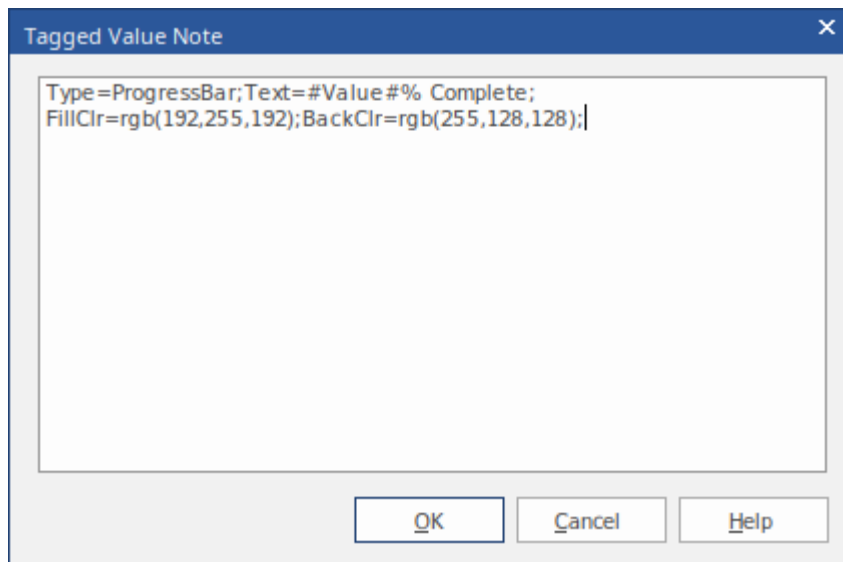 Tagged Value Note
Type=ProgressBar;Text=#Value#% Complete;
FillClr=rgb(192,255,192);BackClr=rgb(255,128,128);
OK
Cancel
Help